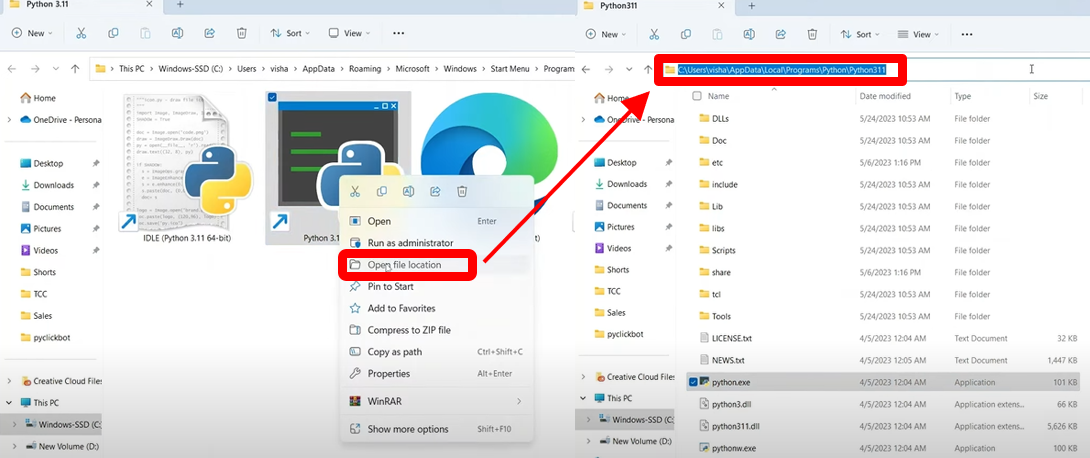 Python 3.11
New
Sort
View
This PC > Windows-SSD (C:) > Users > visha > AppData > Roaming > Microsoft > Windows > Start Menu > Programs
Home
OneDrive - Persona
Desktop
Downloads
Documents
Pictures
Videos
Shorts
TCC
Sales
pyclickbot
Creative Cloud Files
This PC
Windows-SSD (C:)
New Volume (D:)
IDLE (Python 3.11 64-bit)
Python 3.1
Open Enter
Run as administrator
Open file location
Pin to Start
Add to Favorites
Compress to ZIP file
Copy as path Ctrl+Shift+C
Properties Alt+Enter
WinRAR
Show more options Shift+F10
Python311
New
Sort
View
C:\Users\visha\AppData\Local\Programs\Python\Python311
Home
OneDrive - Persona
Desktop
Downloads
Documents
Pictures
Videos
Shorts
TCC
Sales
pyclickbot
Creative Cloud Files
This PC
Windows-SSD (C:)
New Volume (D:)
Name Date modified Type Size
DLLs 5/24/2023 10:53 AM File folder
Doc 5/24/2023 10:53 AM File folder
etc 5/6/2023 1:16 PM File folder
include 5/24/2023 10:53 AM File folder
Lib 5/24/2023 10:53 AM File folder
libs 5/24/2023 10:53 AM File folder
Scripts 5/24/2023 10:53 AM File folder
share 5/6/2023 1:16 PM File folder
tcl 5/24/2023 10:53 AM File folder
Tools 5/24/2023 10:53 AM File folder
LICENSE.txt 4/5/2023 12:04 AM Text Document 32 KB
NEWS.txt 4/5/2023 12:05 AM Text Document 1,447 KB
python.exe 4/5/2023 12:04 AM Application 101 KB
python3.dll 4/5/2023 12:04 AM Application extens... 66 KB
python311.dll 4/5/2023 12:04 AM Application extens... 5,626 KB
pythonw.exe 4/5/2023 12:04 AM Application 100 KB